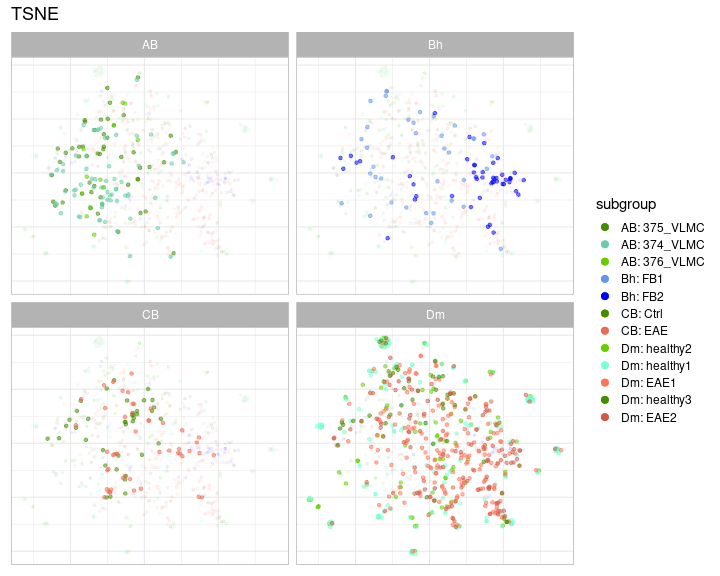 TSNE
AB
Bh
CB
Dm
subgroup
AB: 375_VLMC
AB: 374_VLMC
AB: 376_VLMC
Bh: FB1
Bh: FB2
CB: Ctrl
CB: EAE
Dm: healthy2
Dm: healthy1
Dm: EAE1
Dm: healthy3
Dm: EAE2